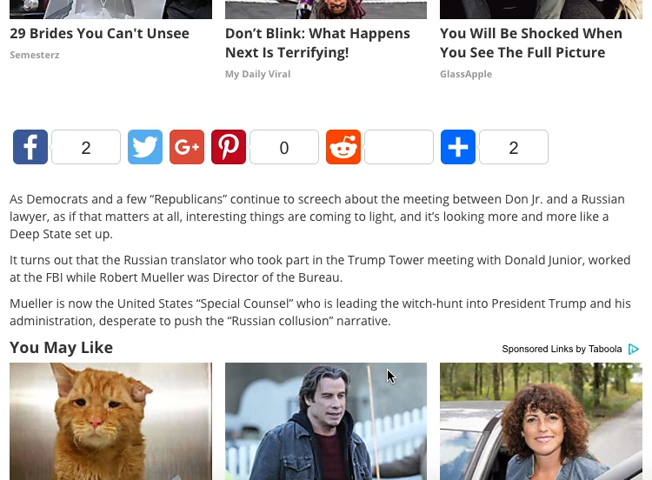 29 Brides You Can't Unsee
Semesterz
Don’t Blink: What Happens
Next Is Terrifying!
My Daily Viral
You Will Be Shocked When
You See The Full Picture
GlassApple
f 2 G+ 0 + 2
As Democrats and a few “Republicans” continue to screech about the meeting between Don Jr. and a Russian
lawyer, as if that matters at all, interesting things are coming to light, and it’s looking more and more like a
Deep State set up.
It turns out that the Russian translator who took part in the Trump Tower meeting with Donald Junior, worked
at the FBI while Robert Mueller was Director of the Bureau.
Mueller is now the United States “Special Counsel” who is leading the witch-hunt into President Trump and his
administration, desperate to push the “Russian collusion” narrative.
You May Like
Sponsored Links by Taboola